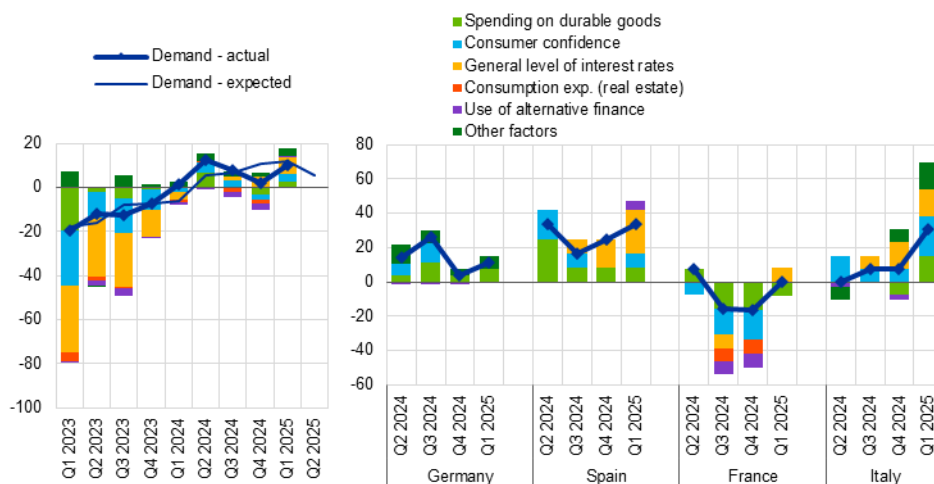 Demand - actual
Demand - expected
Spending on durable goods
Consumer confidence
General level of interest rates
Consumption exp. (real estate)
Use of alternative finance
Other factors
20
0
-20
-40
-60
-80
-100
Q1 2023
Q2 2023
Q3 2023
Q4 2023
Q1 2024
Q2 2024
Q3 2024
Q4 2024
Q1 2025
Q2 2025
80
60
40
20
0
-20
-40
-60
Q2 2024
Q3 2024
Q4 2024
Q1 2025
Q2 2024
Q3 2024
Q4 2024
Q1 2025
Q2 2024
Q3 2024
Q4 2024
Q1 2025
Q2 2024
Q3 2024
Q4 2024
Q1 2025
Germany
Spain
France
Italy